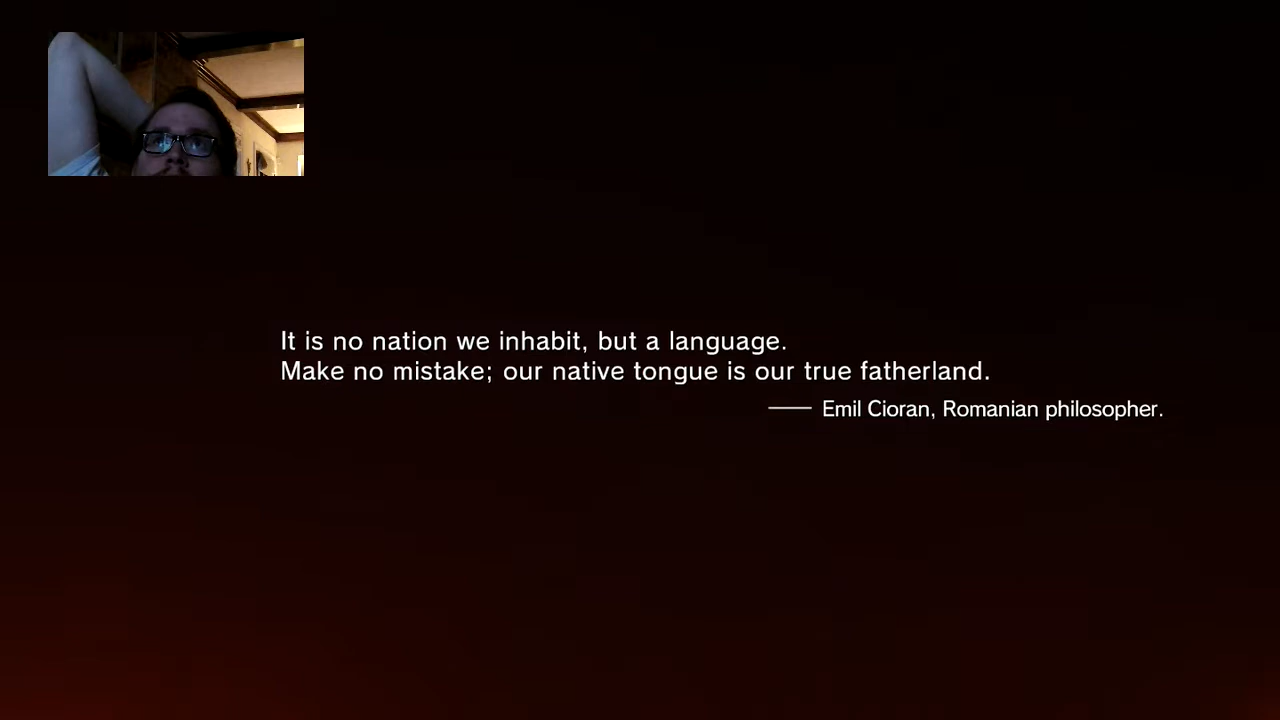 It is no nation we inhabit, but a language.
Make no mistake; our native tongue is our true fatherland.
—— Emil Cioran, Romanian philosopher.